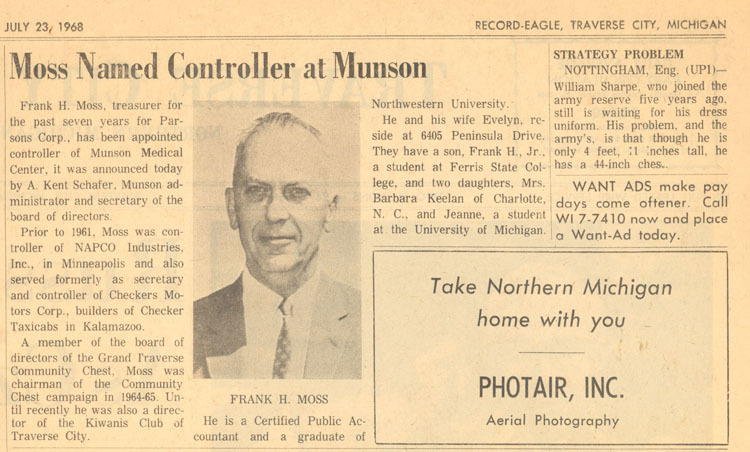 JULY 23, 1968
RECORD-EAGLE, TRAVERSE CITY, MICHIGAN
Moss Named Controller at Munson
Frank H. Moss, treasurer for
the past seven years for Par-
sons Corp., has been appointed
controller of Munson Medical
Center, it was announced today
by A. Kent Schafer, Munson ad-
ministrator and secretary of the
board of directors.
Prior to 1961, Moss was con-
troller of NAPCO Industries,
Inc., in Minneapolis and also
served formerly as secretary
and controller of Checkers Mo-
tors Corp., builders of Checker
Taxicabs in Kalamazoo.
A member of the board of
directors of the Grand Traverse
Community Chest, Moss was
chairman of the Community
Chest campaign in 1964-65. Un-
til recently he was also a direc-
tor of the Kiwanis Club of
Traverse City.
FRANK H. MOSS
He is a Certified Public Ac-
countant and a graduate of
Northwestern University.
He and his wife Evelyn, re-
side at 6405 Peninsula Drive.
They have a son, Frank H., Jr.,
a student at Ferris State Col-
lege, and two daughters, Mrs.
Barbara Keelan of Charlotte,
N. C., and Jeanne, a student
at the University of Michigan.
STRATEGY PROBLEM
NOTTINGHAM, Eng. (UPI)—
William Sharpe, who joined the
army reserve five years ago,
still is waiting for his dress
uniform. His problem, and the
army's, is that though he is
only 4 feet, 11 inches tall, he
has a 44-inch ches..
WANT ADS make pay
days come oftener. Call
WI 7-7410 now and place
a Want-Ad today.
Take Northern Michigan
home with you
PHOTAIR, INC.
Aerial Photography